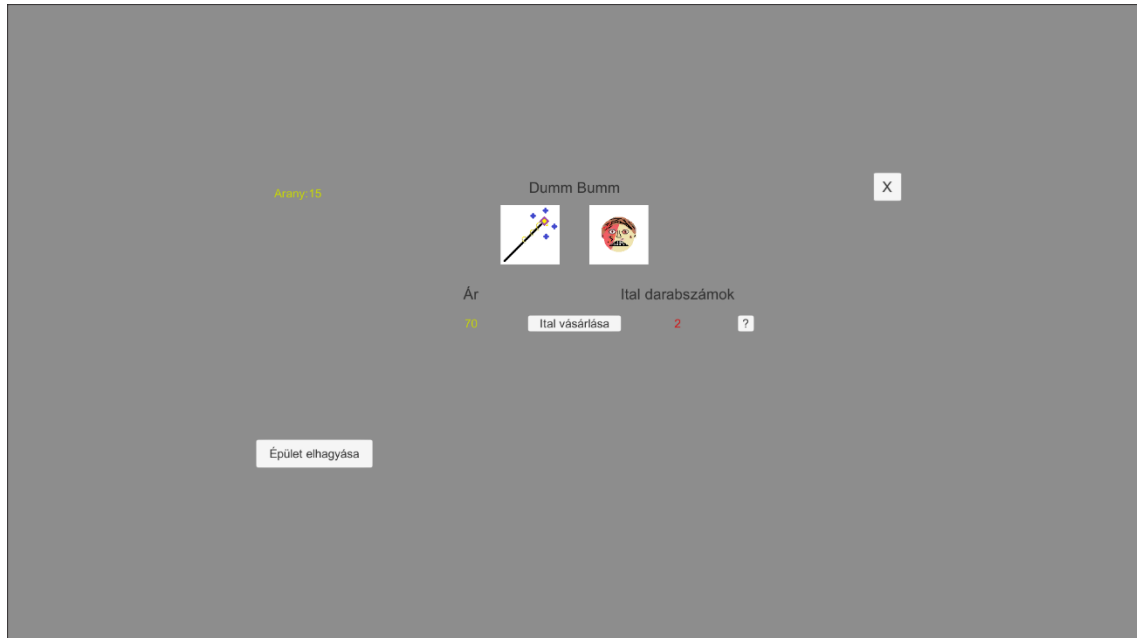 Arany:15
Dumm Bumm
X
Ár
Ital darabszámok
70
Ital vásárlása
2
?
Épület elhagyása